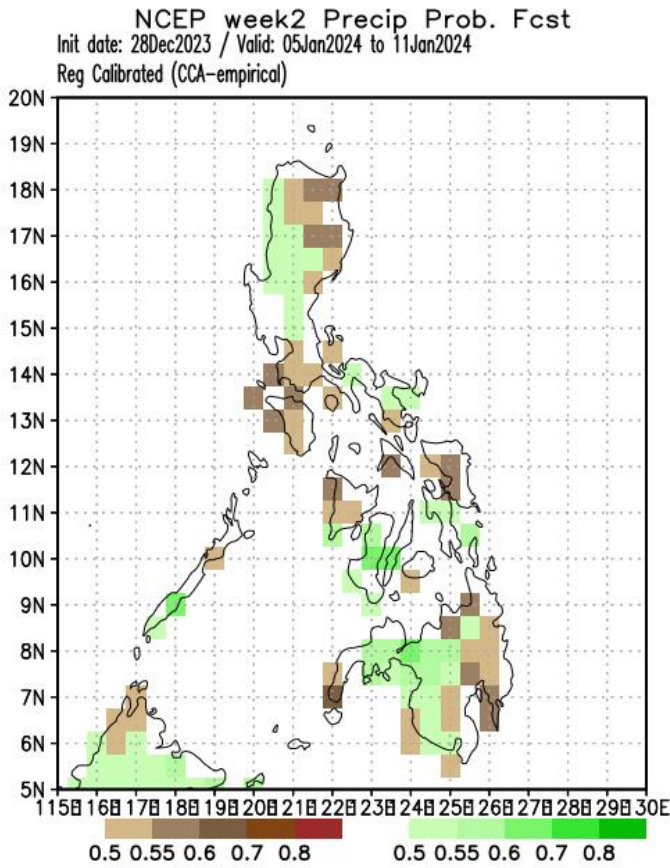 NCEP week2 Precip Prob. Fcst
Init date: 28Dec2023 / Valid: 05Jan2024 to 11Jan2024
Reg Calibrated (CCA-empirical)
20N
19N
18N
17N
16N
15N
14N
13N
12N
11N
10N
9N
8N
7N
6N
5N
115E 116E 117E 118E 119E 120E 121E 122E 123E 124E 125E 126E 127E 128E 129E 130E
0.5 0.55 0.6 0.7 0.8 0.5 0.55 0.6 0.7 0.8